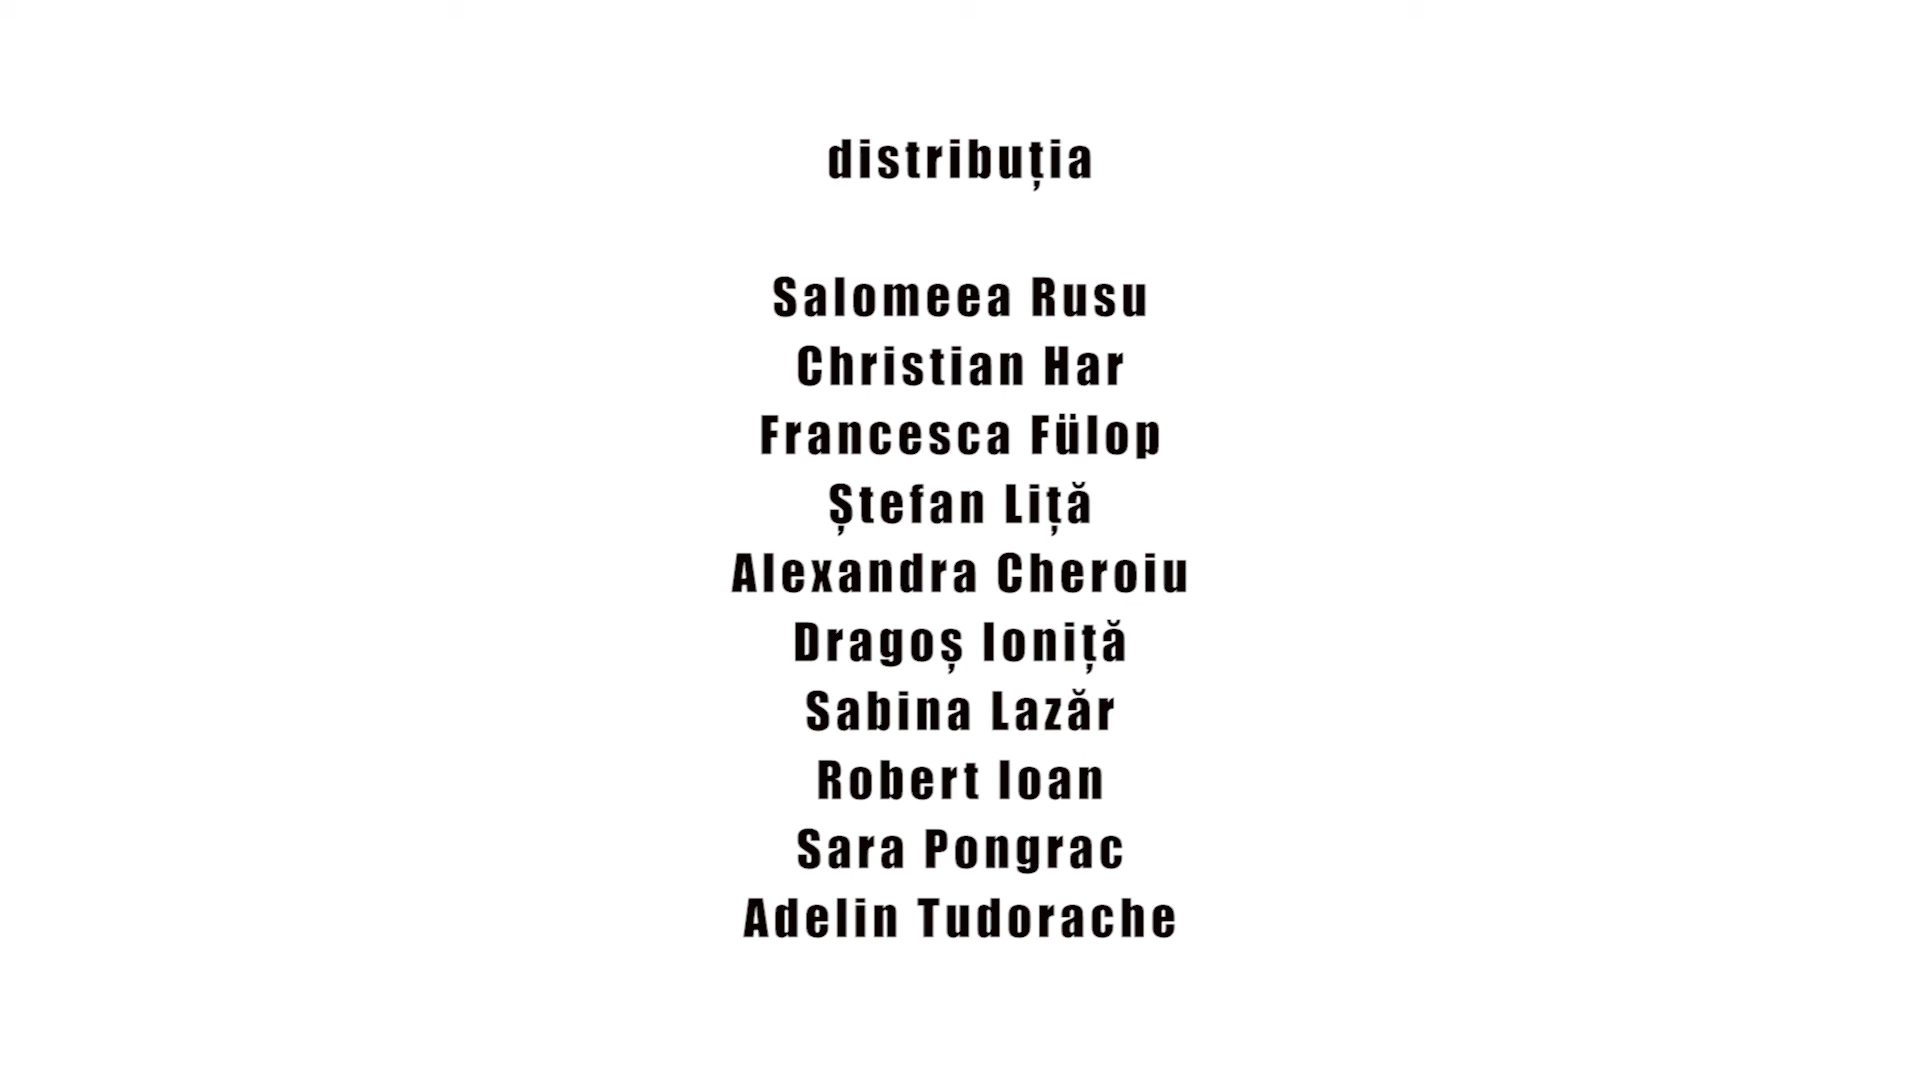 distribuția
Salomeea Rusu
Christian Har
Francesca Fülop
Ștefan Liță
Alexandra Cheroiu
Dragoș Ioniță
Sabina Lazăr
Robert Ioan
Sara Pongrac
Adelin Tudorache